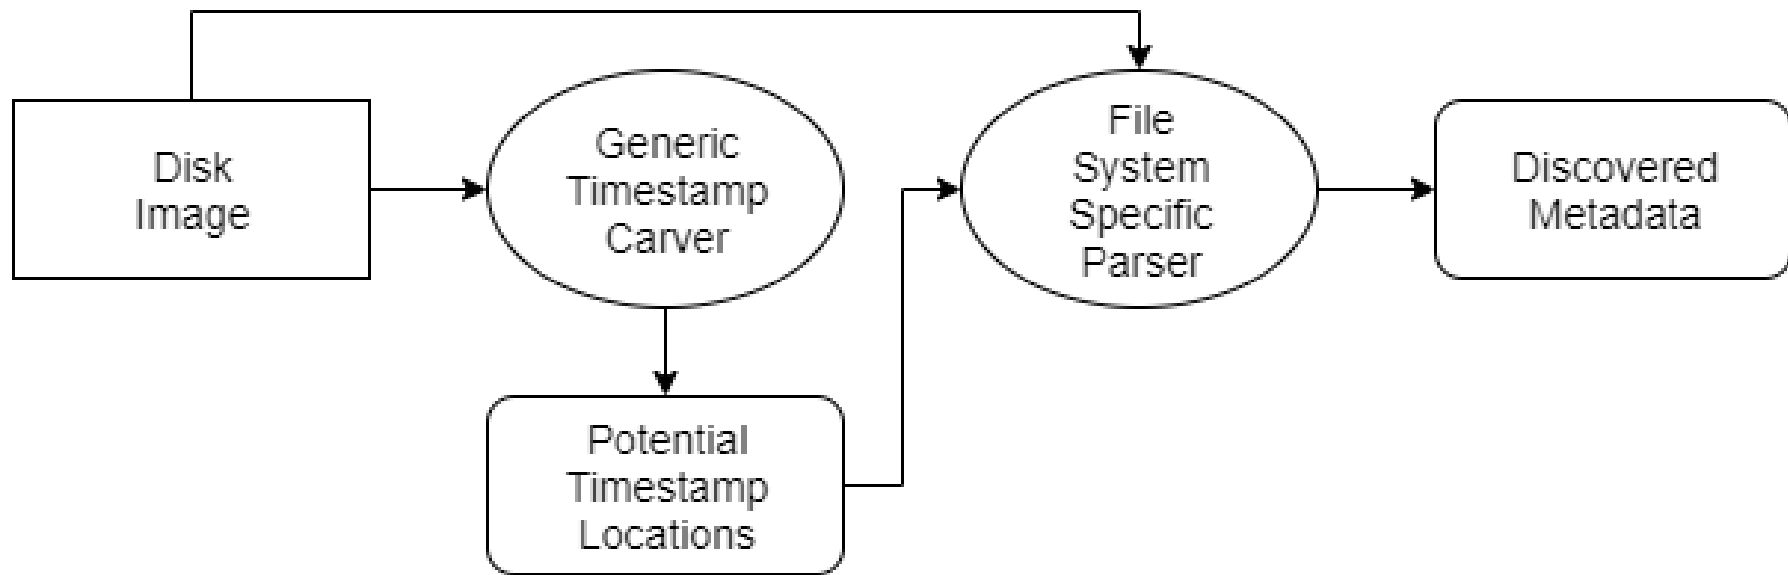 Disk
Image
Generic
Timestamp
Carver
File
System
Specific
Parser
Discovered
Metadata
Potential
Timestamp
Locations